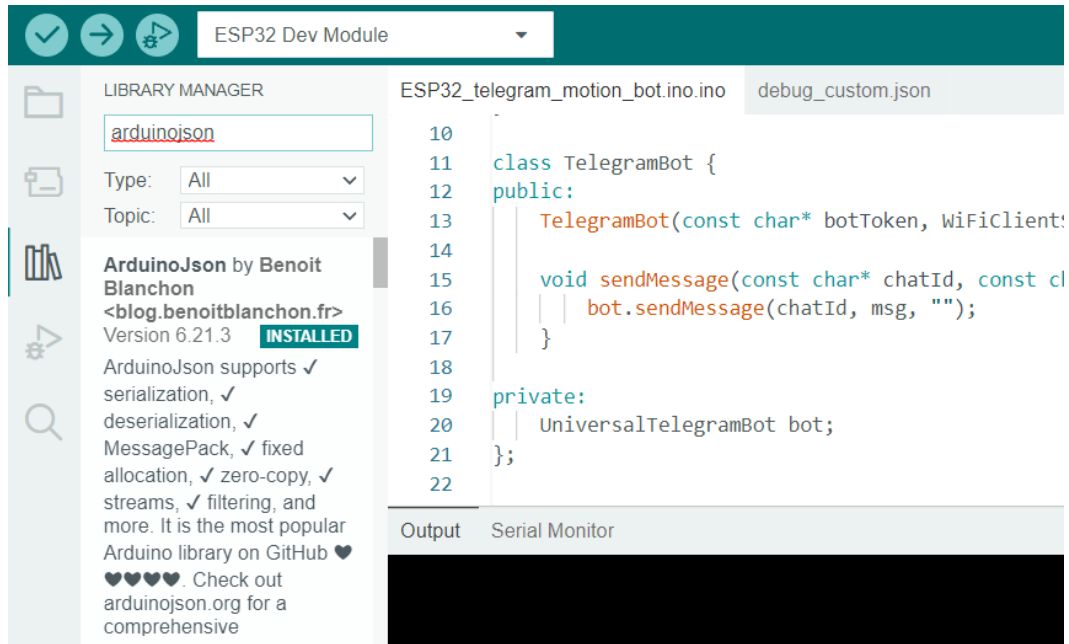 ESP32 Dev Module
LIBRARY MANAGER
arduinojson
Type: All
Topic: All
ArduinoJson by Benoit
Blanchon
<blog.benoitblanchon.fr>
Version 6.21.3 INSTALLED
ArduinoJson supports ✓
serialization, ✓
deserialization, ✓
MessagePack, ✓ fixed
allocation, ✓ zero-copy, ✓
streams, ✓ filtering, and
more. It is the most popular
Arduino library on GitHub ♥
♥♥♥♥. Check out
arduinojson.org for a
comprehensive
ESP32_telegram_motion_bot.ino.ino debug_custom.json
10
11 class TelegramBot {
12 public:
13 TelegramBot(const char* botToken, WiFiClientS
14
15 void sendMessage(const char* chatId, const ch
16 bot.sendMessage(chatId, msg, "");
17 }
18
19 private:
20 UniversalTelegramBot bot;
21 };
22
Output Serial Monitor